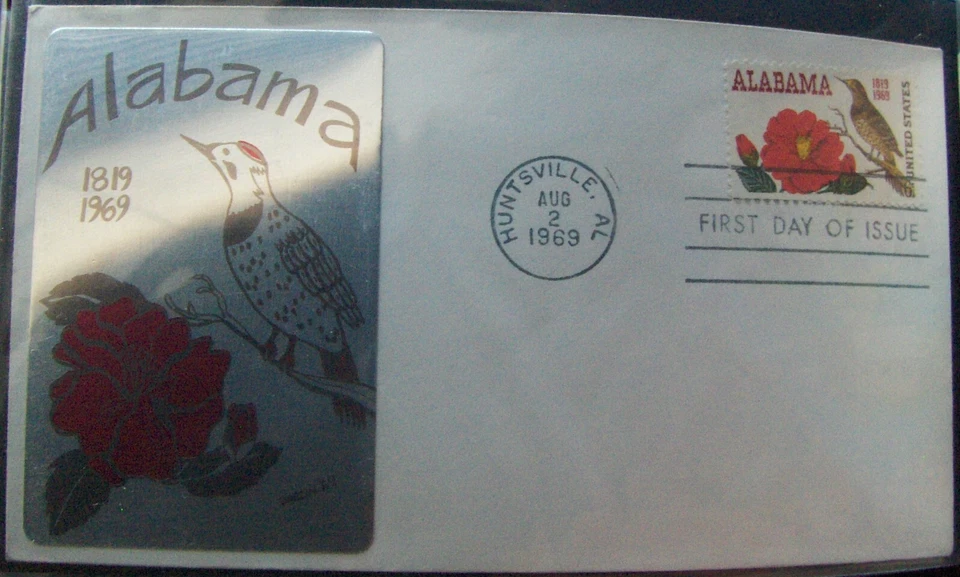 Alabama
1819
1969
HUNTSVILLE, AL
AUG
2
1969
ALABAMA
1819
1969
UNITED STATES
FIRST DAY OF ISSUE